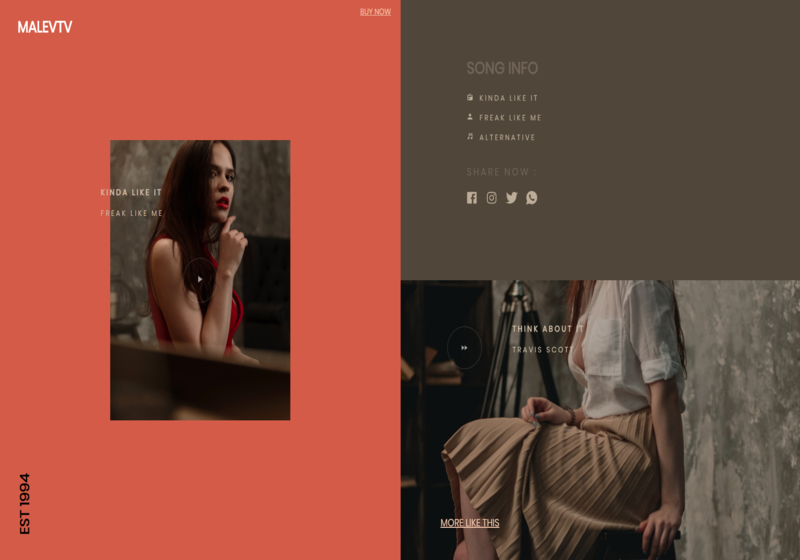 MALEVTV
BUY NOW
KINDA LIKE IT
FREAK LIKE ME
EST 1994
SONG INFO
KINDA LIKE IT
FREAK LIKE ME
ALTERNATIVE
SHARE NOW :
THINK ABOUT IT
TRAVIS SCOTT
MORE LIKE THIS